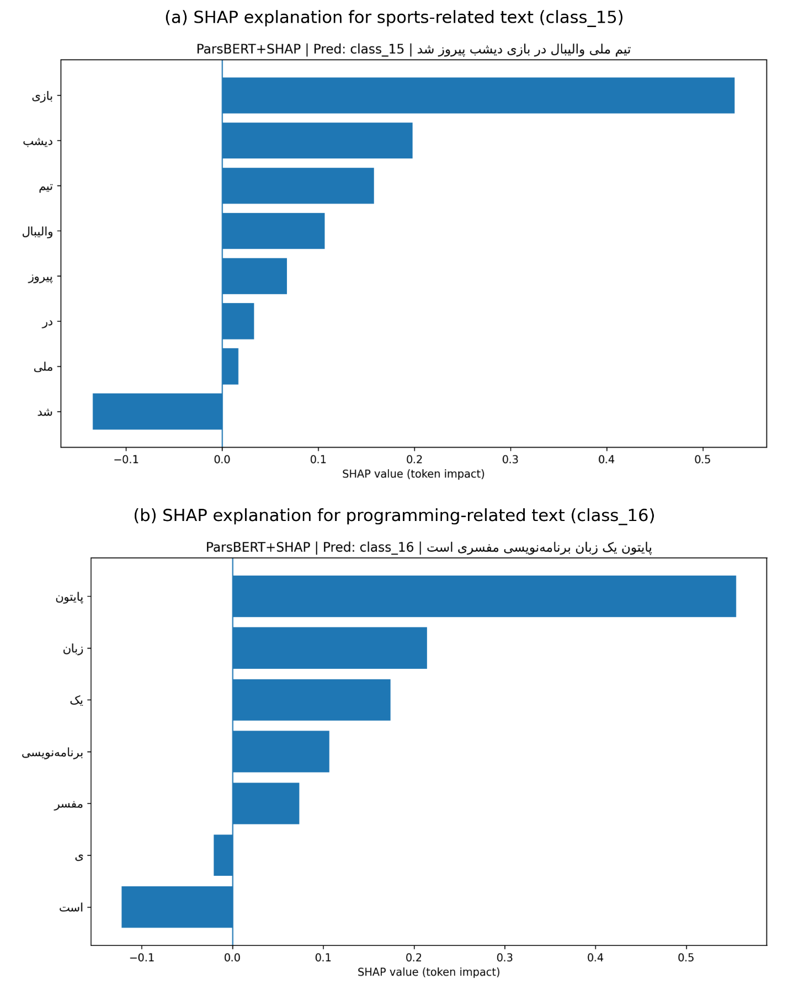 (a) SHAP explanation for sports-related text (class_15)
ParsBERT+SHAP | Pred: class_15 | تیم ملی والیبال در بازی دیشب پیروز شد
بازی
دیشب
تیم
والیبال
پیروز
در
ملی
شد
−0.1 0.0 0.1 0.2 0.3 0.4 0.5
SHAP value (token impact)
(b) SHAP explanation for programming-related text (class_16)
ParsBERT+SHAP | Pred: class_16 | پایتون یک زبان برنامه‌نویسی مفسری است
پایتون
زبان
یک
برنامه‌نویسی
مفسر
ی
است
−0.1 0.0 0.1 0.2 0.3 0.4 0.5
SHAP value (token impact)